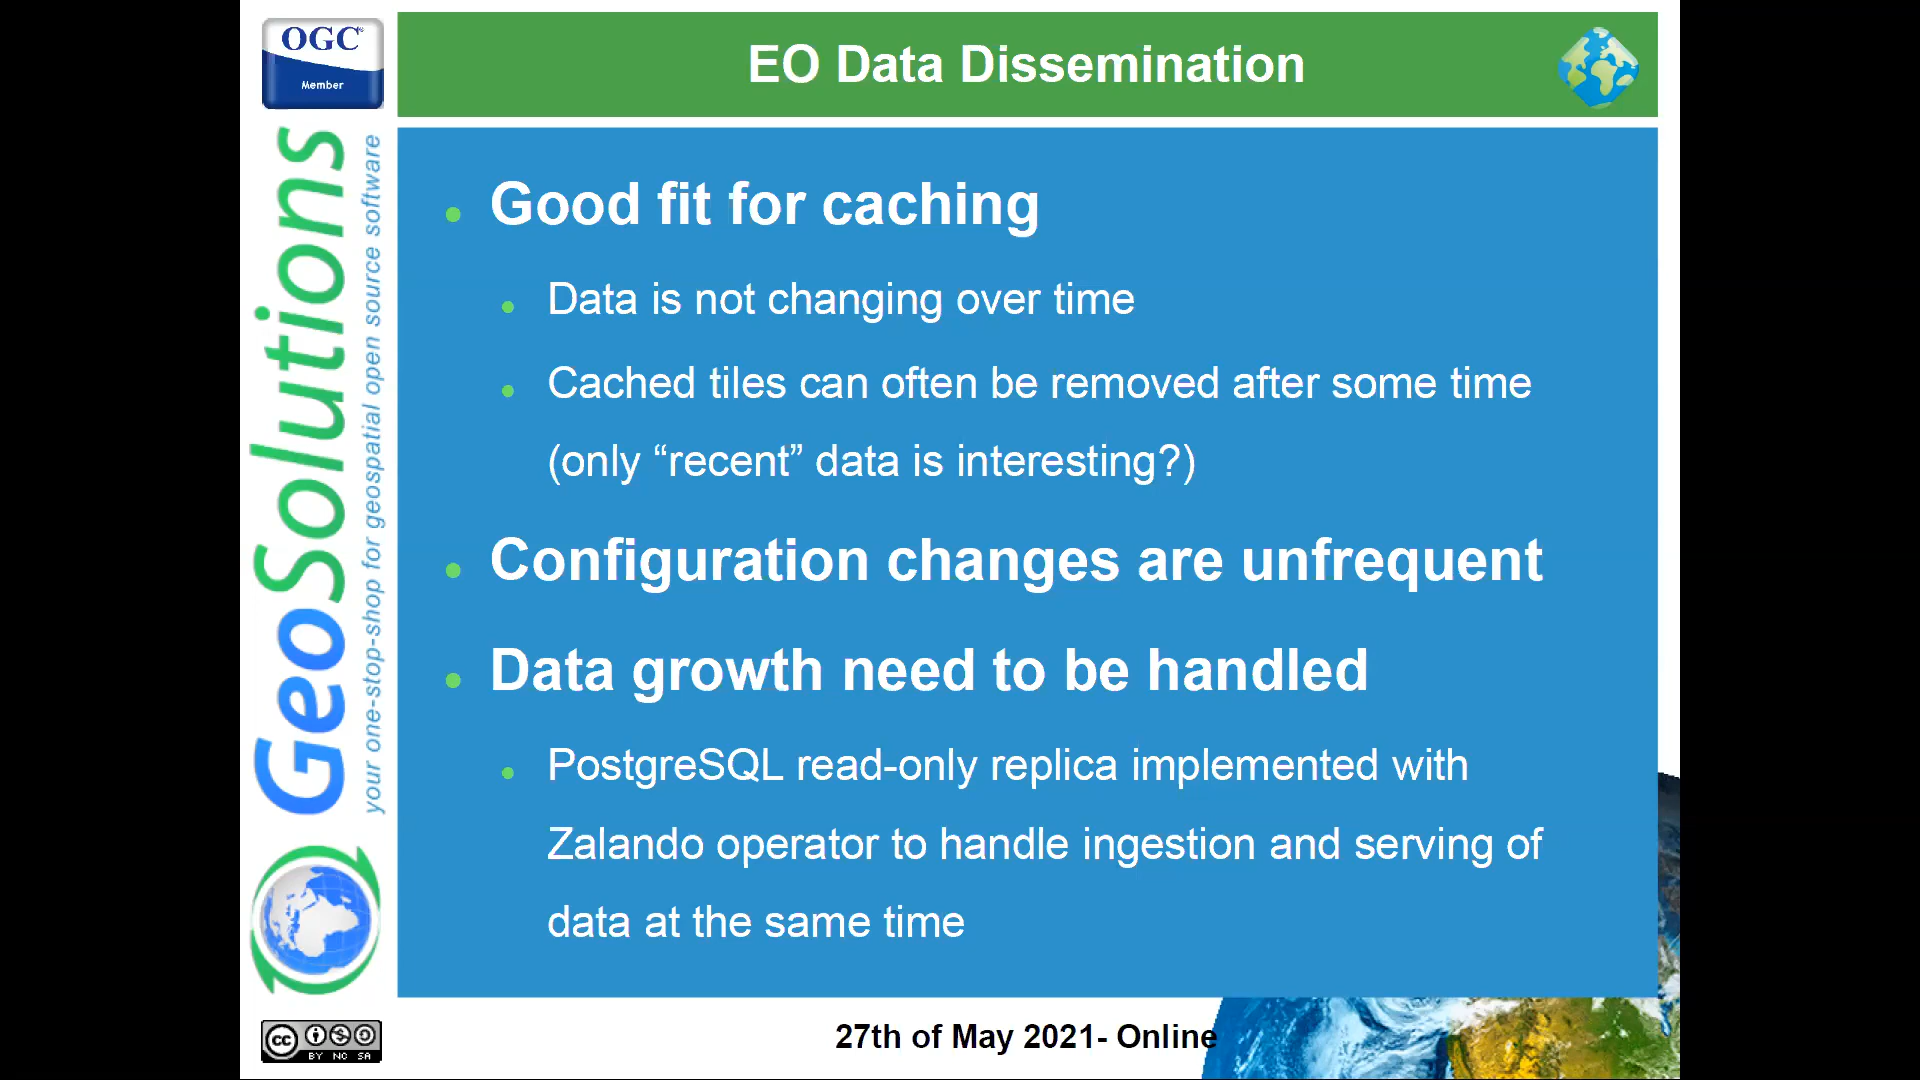 OGC®
Member
EO Data Dissemination
GeoSolutions
your one-stop-shop for geospatial open source software
Good fit for caching
Data is not changing over time
Cached tiles can often be removed after some time
(only “recent” data is interesting?)
Configuration changes are unfrequent
Data growth need to be handled
PostgreSQL read-only replica implemented with
Zalando operator to handle ingestion and serving of
data at the same time
cc
BY NC SA
27th of May 2021- Online